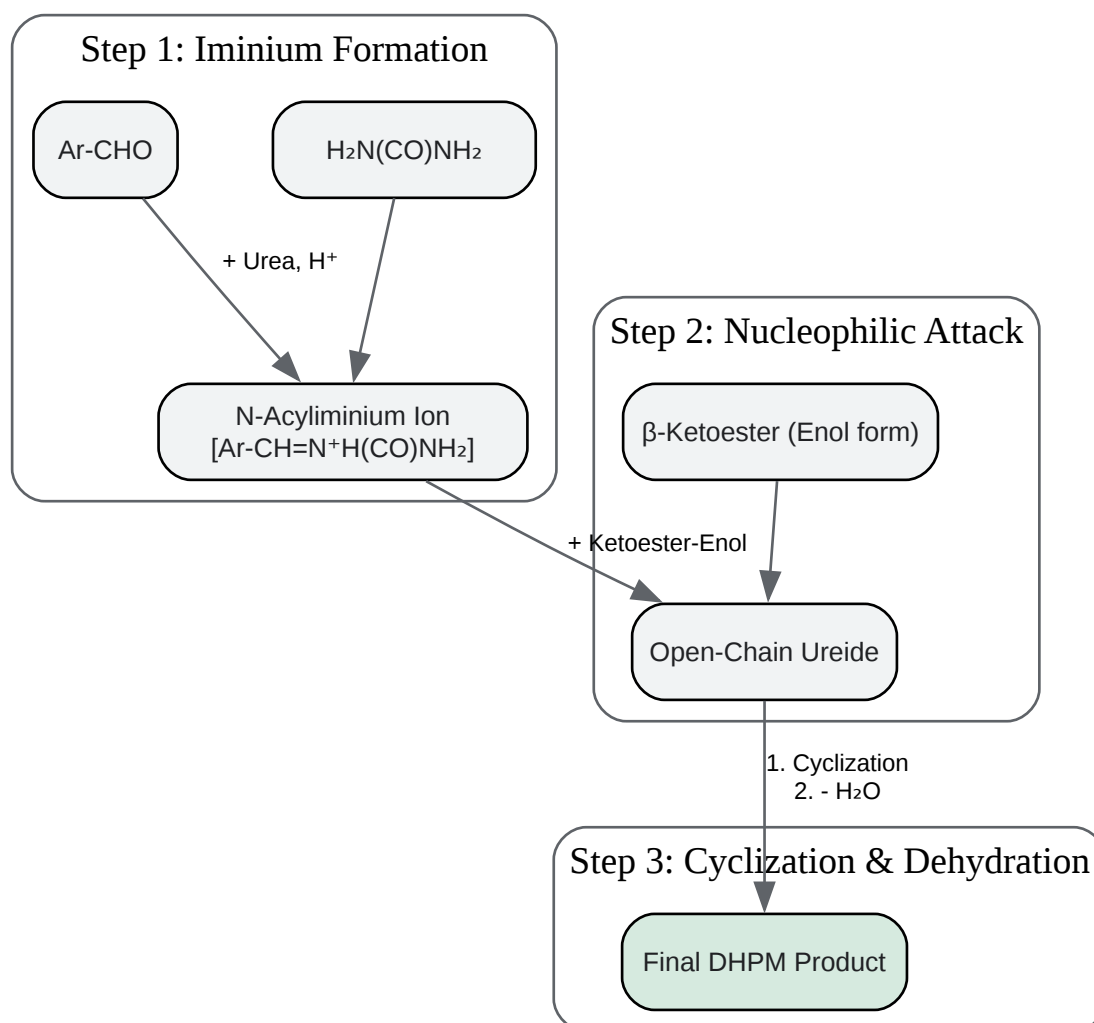 Step 1: Iminium Formation
Ar-CHO
H₂N(CO)NH₂
+ Urea, H⁺
N-Acyliminium Ion
[Ar-CH=N⁺H(CO)NH₂]
Step 2: Nucleophilic Attack
β-Ketoester (Enol form)
+ Ketoester-Enol
Open-Chain Ureide
1. Cyclization
2. - H₂O
Step 3: Cyclization & Dehydration
Final DHPM Product